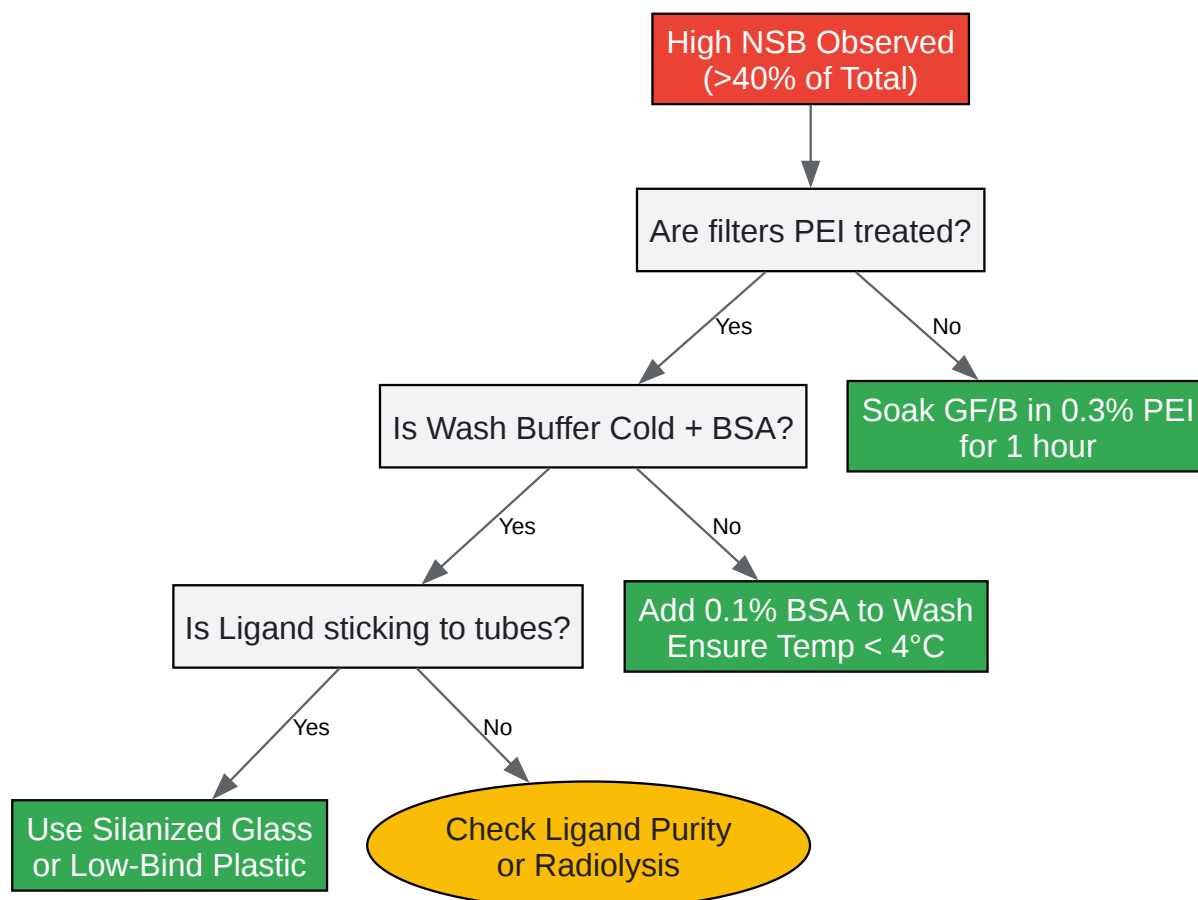 High NSB Observed
(>40% of Total)
Are filters PEI treated?
Yes
No
Is Wash Buffer Cold + BSA?
Soak GF/B in 0.3% PEI
for 1 hour
Yes
No
Is Ligand sticking to tubes?
Add 0.1% BSA to Wash
Ensure Temp < 4°C
Yes
No
Use Silanized Glass
or Low-Bind Plastic
Check Ligand Purity
or Radiolysis